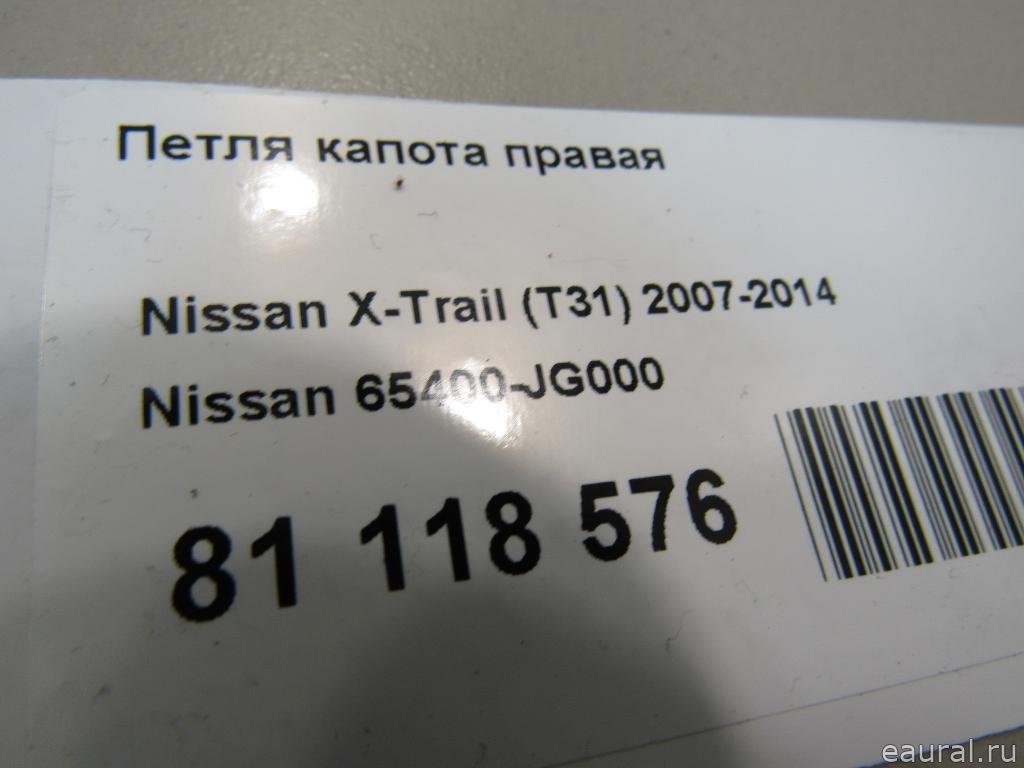 Петля капота правая
Nissan X-Trail (T31) 2007-2014
Nissan 65400-JG000
81 118 576
eaural.ru